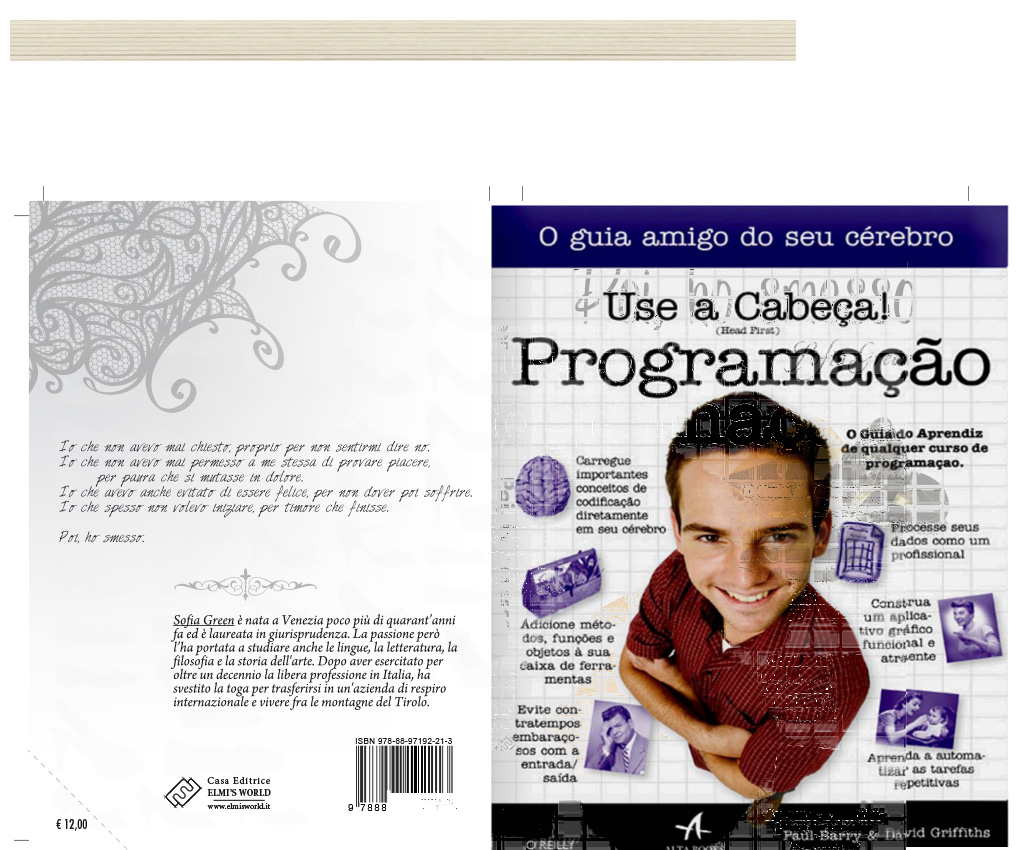 Io che non avevo mai chiesto, proprio per non sentirmi dire no.
Io che non avevo mai permesso a me stessa di provare piacere,
per paura che si mutasse in dolore.
Io che avevo anche evitato di essere felice, per non dover poi soffrire.
Io che spesso non volevo iniziare, per timore che finisse.
Poi, ho smesso.
Sofia Green è nata a Venezia poco più di quarant'anni
fa ed è laureata in giurisprudenza. La passione però
l'ha portata a studiare anche le lingue, la letteratura, la
filosofia e la storia dell'arte. Dopo aver esercitato per
oltre un decennio la libera professione in Italia, ha
svestito la toga per trasferirsi in un'azienda di respiro
internazionale e vivere fra le montagne del Tirolo.
ISBN 978-88-97192-21-3
9 7888
Casa Editrice
ELMI'S WORLD
www.elmisworld.it
€ 12,00
O guia amigo do seu cérebro
Poi, ho smesso
Use a Cabeça!
(Head First)
Programação
O Guia do Aprendiz
de qualquer curso de
programaçao.
Carregue
importantes
conceitos de
codificação
diretamente
em seu cérebro
Processe seus
dados como um
profissional
Adicione méto-
dos, funções e
objetos à sua
caixa de ferra-
mentas
Construa
um aplica-
tivo gráfico
funcional e
atraente
Evite con-
tratempos
embaraço-
sos com a
entrada/
saída
Aprenda a automa-
tizar as tarefas
repetitivas
O'REILLY
ALTA BOOKS
Paul Barry & David Griffiths